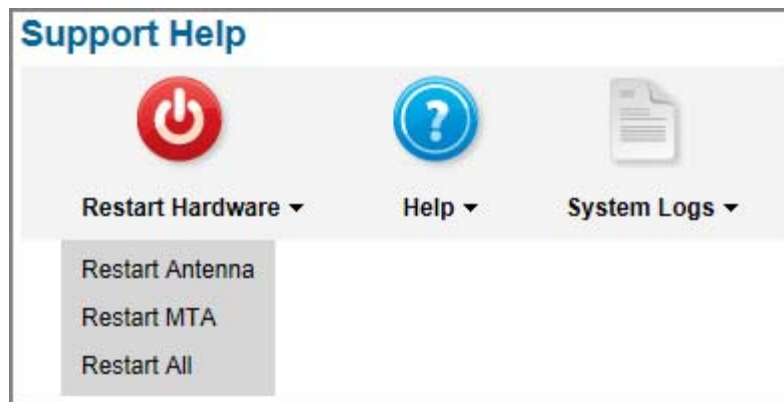 Support Help
Restart Hardware Help System Logs
Restart Antenna
Restart MTA
Restart All